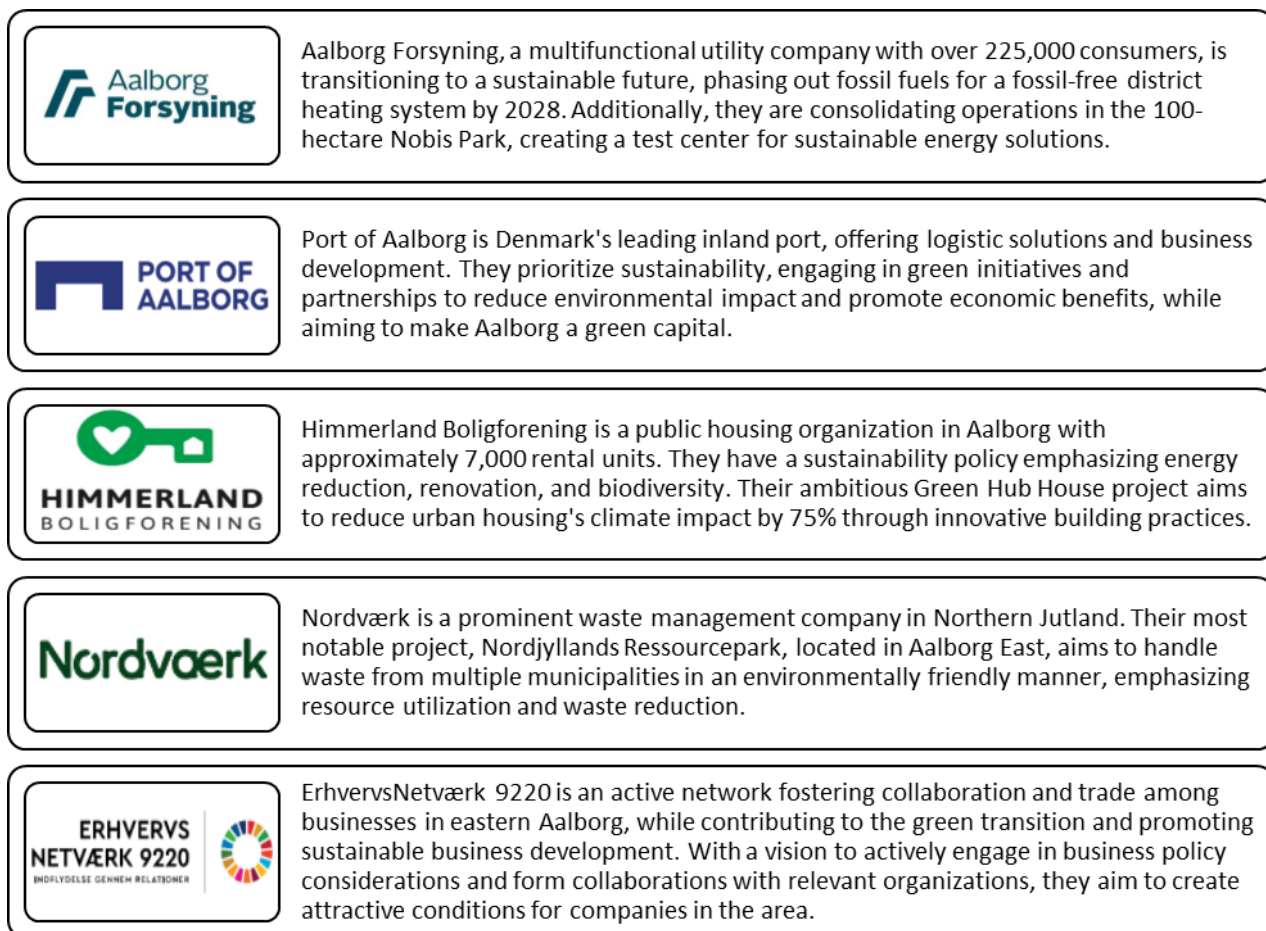 Aalborg
Forsyning
Aalborg Forsyning, a multifunctional utility company with over 225,000 consumers, is
transitioning to a sustainable future, phasing out fossil fuels for a fossil-free district
heating system by 2028. Additionally, they are consolidating operations in the 100-
hectare Nobis Park, creating a test center for sustainable energy solutions.
PORT OF
AALBORG
Port of Aalborg is Denmark's leading inland port, offering logistic solutions and business
development. They prioritize sustainability, engaging in green initiatives and
partnerships to reduce environmental impact and promote economic benefits, while
aiming to make Aalborg a green capital.
HIMMERLAND
BOLIGFORENING
Himmerland Boligforening is a public housing organization in Aalborg with
approximately 7,000 rental units. They have a sustainability policy emphasizing energy
reduction, renovation, and biodiversity. Their ambitious Green Hub House project aims
to reduce urban housing's climate impact by 75% through innovative building practices.
Nordværk
Nordværk is a prominent waste management company in Northern Jutland. Their most
notable project, Nordjyllands Ressourcepark, located in Aalborg East, aims to handle
waste from multiple municipalities in an environmentally friendly manner, emphasizing
resource utilization and waste reduction.
ERHVERVS
NETVÆRK 9220
INDFLYDELSE GENNEM RELATIONER
ErhvervsNetværk 9220 is an active network fostering collaboration and trade among
businesses in eastern Aalborg, while contributing to the green transition and promoting
sustainable business development. With a vision to actively engage in business policy
considerations and form collaborations with relevant organizations, they aim to create
attractive conditions for companies in the area.